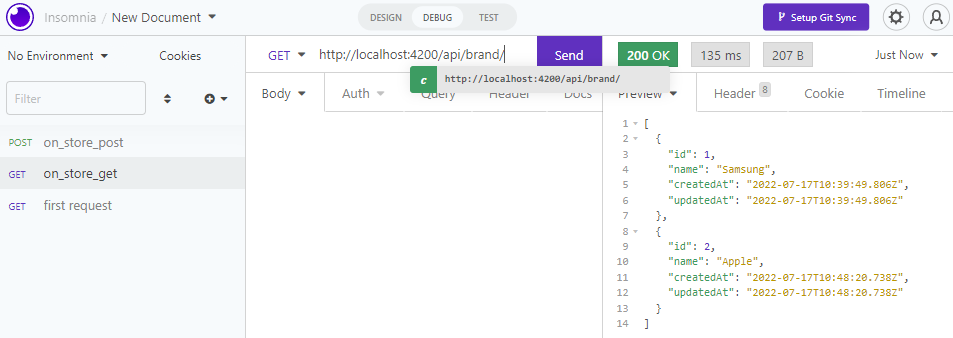 Insomnia / New Document
DESIGN DEBUG TEST
Setup Git Sync
No Environment Cookies
GET http://localhost:4200/api/brand/ Send
200 OK 135 ms 207 B Just Now
c http://localhost:4200/api/brand/
Filter
Body Auth Query Header Docs
Preview Header 8 Cookie Timeline
POST on_store_post
GET on_store_get
GET first request
1 [
2 {
3 "id": 1,
4 "name": "Samsung",
5 "createdAt": "2022-07-17T10:39:49.806Z",
6 "updatedAt": "2022-07-17T10:39:49.806Z"
7 },
8 {
9 "id": 2,
10 "name": "Apple",
11 "createdAt": "2022-07-17T10:48:20.738Z",
12 "updatedAt": "2022-07-17T10:48:20.738Z"
13 }
14 ]